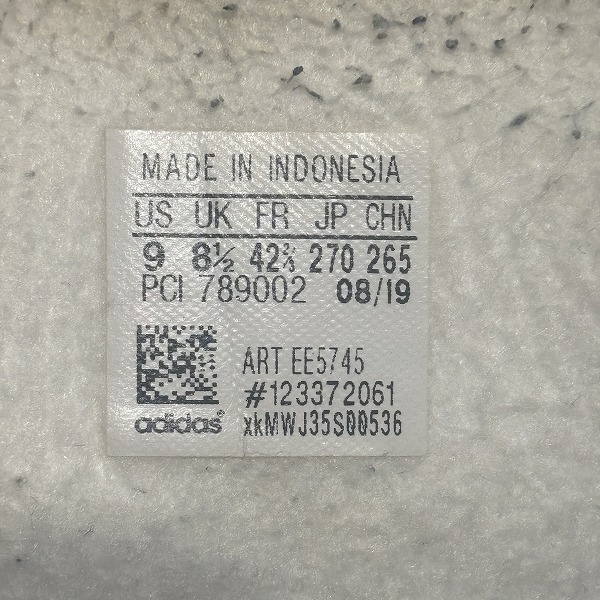 MADE IN INDONESIA
US UK FR JP CHN
9 8½ 42⅔ 270 265
PCI 789002 08/19
ART EE5745
#123372061
adidas® xkMWJ35S00536